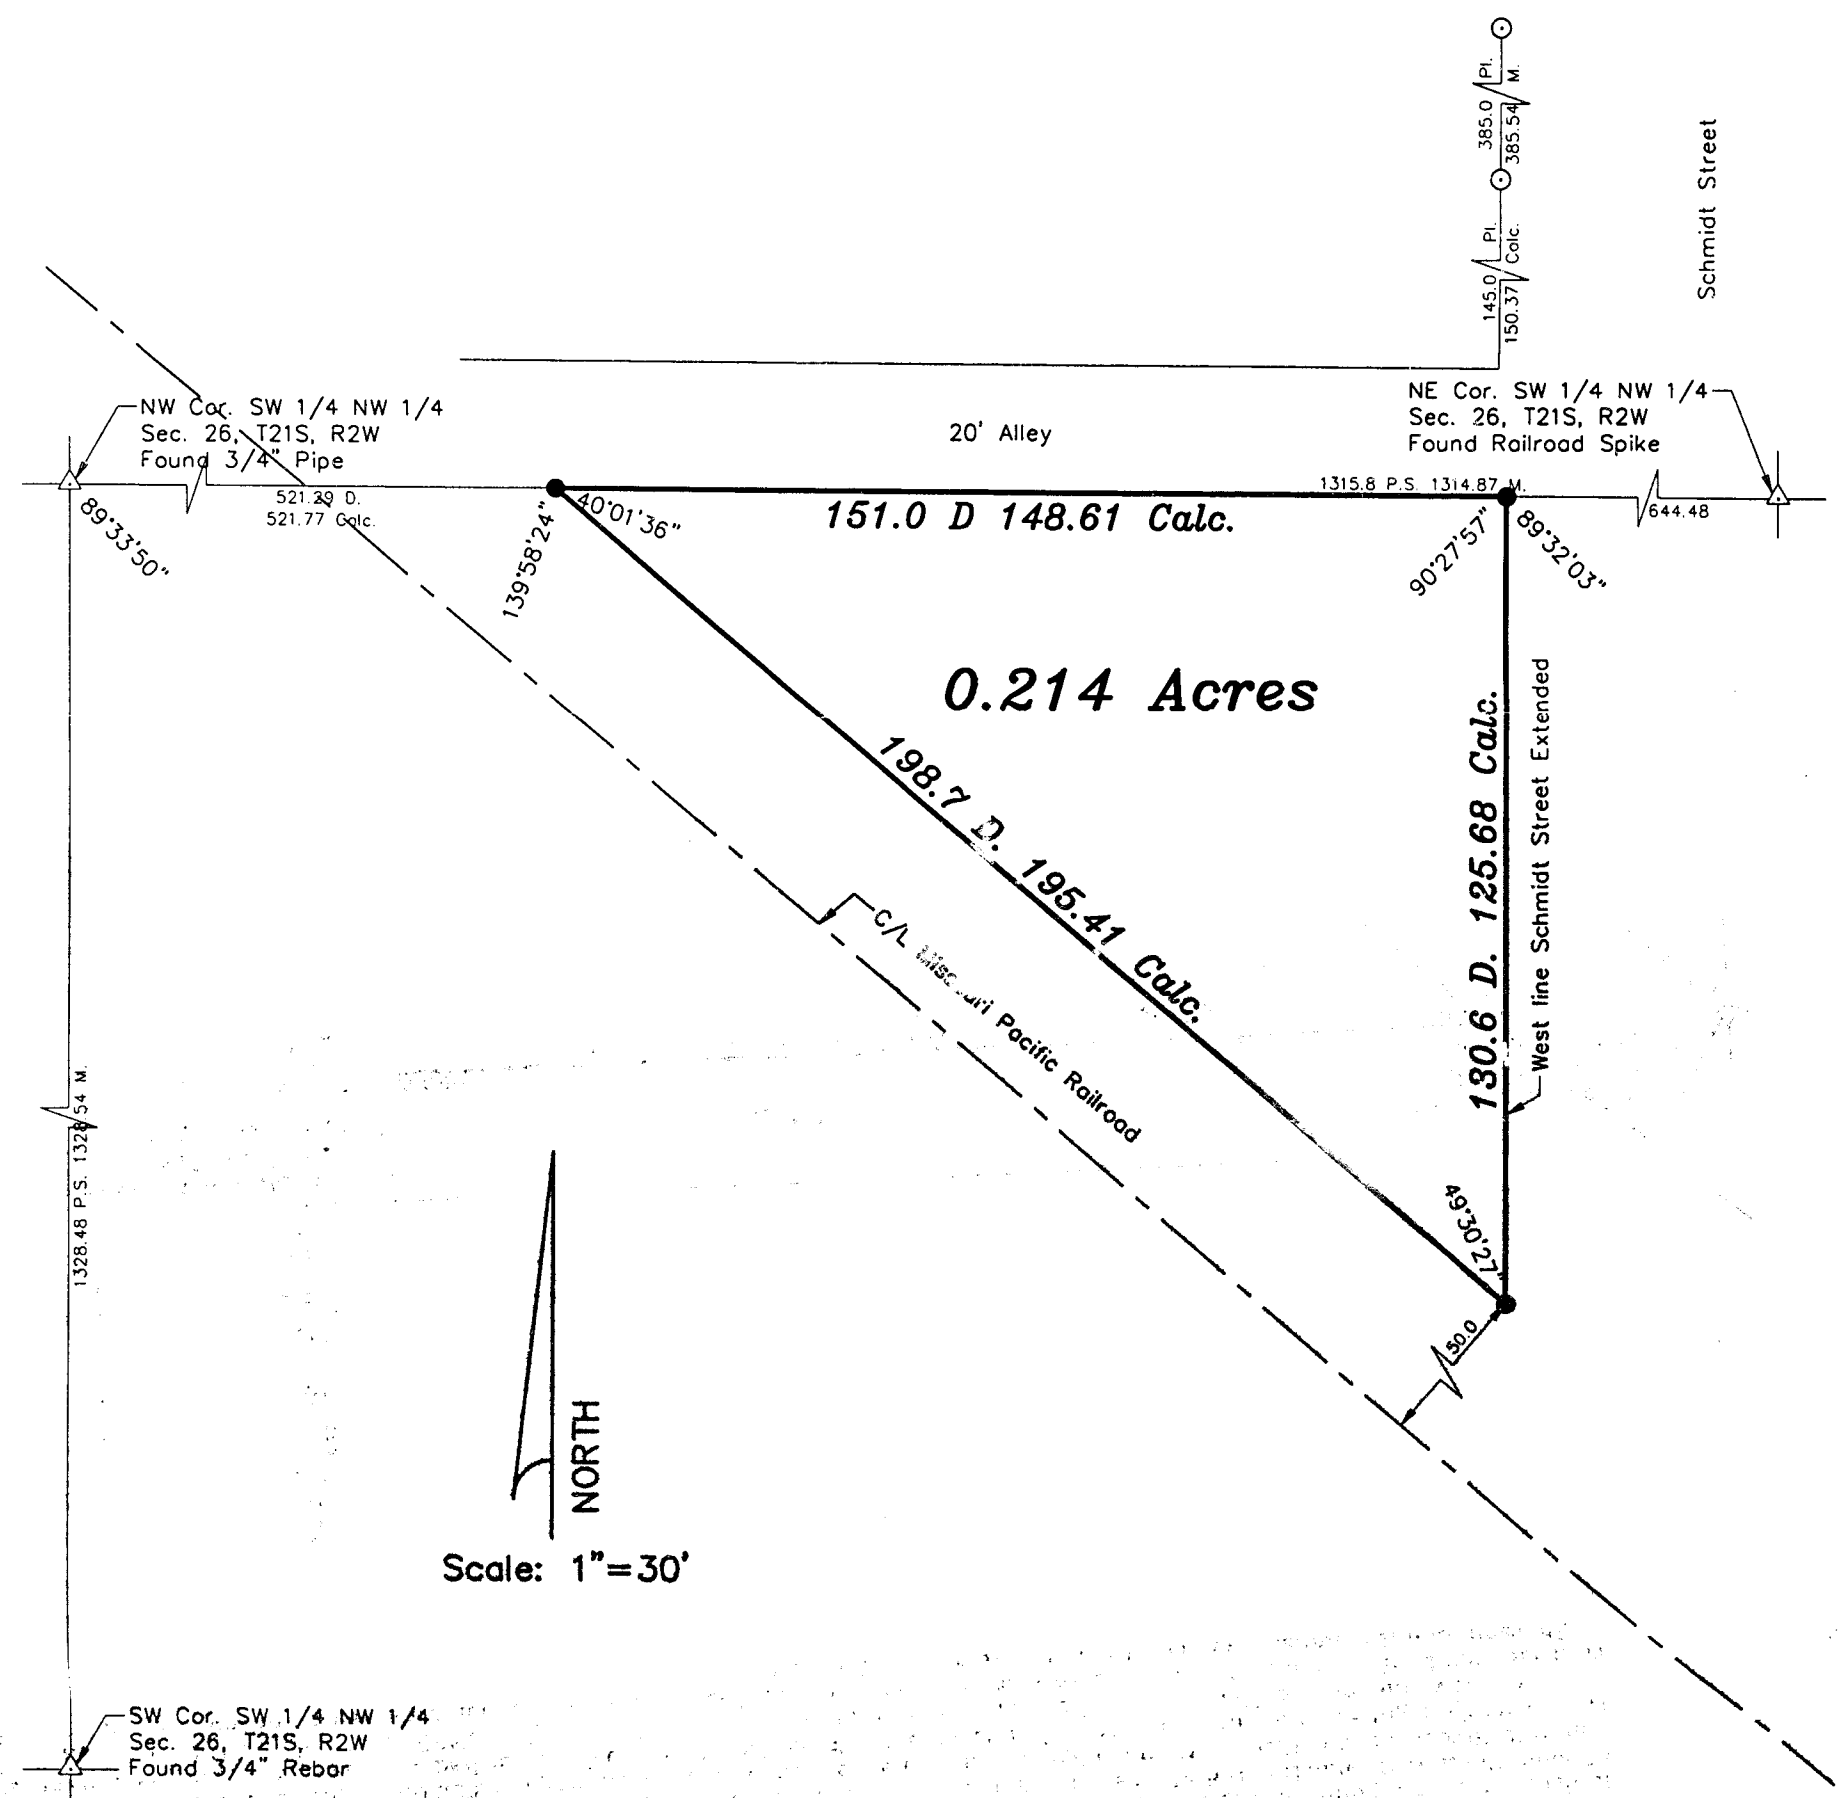 385.0 Pl.
385.54 M.
Schmidt Street
145.0 Pl.
150.37 Calc.
NW Cor. SW 1/4 NW 1/4
Sec. 26, T21S, R2W
Found 3/4" Pipe
20' Alley
NE Cor. SW 1/4 NW 1/4
Sec. 26, T21S, R2W
Found Railroad Spike
521.29 D.
521.77 Calc.
1315.8 P.S. 1314.87 M.
644.48
89°33'50"
139°58'24"
40°01'36"
151.0 D 148.61 Calc.
90°27'57"
89°32'03"
0.214 Acres
198.7 D. 195.41 Calc.
130.6 D. 125.68 Calc.
West line Schmidt Street Extended
C/L Missouri Pacific Railroad
1328.48 P.S. 1328.54 M.
49°30'27"
50.0
NORTH
Scale: 1"=30'
SW Cor. SW 1/4 NW 1/4
Sec. 26, T21S, R2W
Found 3/4" Rebar